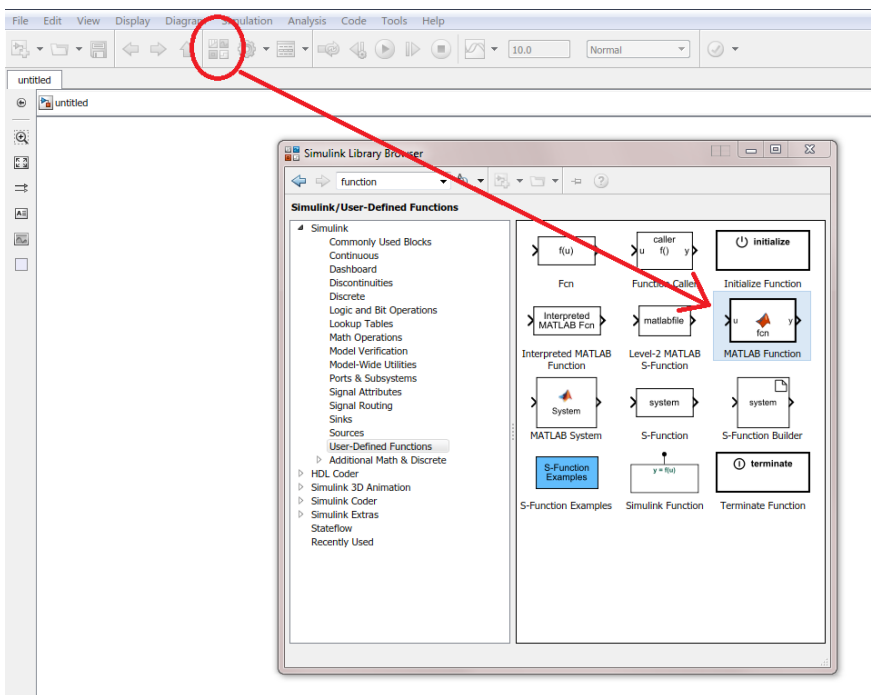 File Edit View Display Diagram Simulation Analysis Code Tools Help
10.0 Normal
untitled
untitled
Simulink Library Browser
function
Simulink/User-Defined Functions
Simulink
Commonly Used Blocks
Continuous
Dashboard
Discontinuities
Discrete
Logic and Bit Operations
Lookup Tables
Math Operations
Model Verification
Model-Wide Utilities
Ports & Subsystems
Signal Attributes
Signal Routing
Sinks
Sources
User-Defined Functions
Additional Math & Discrete
HDL Coder
Simulink 3D Animation
Simulink Coder
Simulink Extras
Stateflow
Recently Used
f(u)
Fcn
caller
u f() y
Function Caller
initialize
Initialize Function
Interpreted
MATLAB Fcn
Interpreted MATLAB
Function
matlabfile
Level-2 MATLAB
S-Function
u y
fcn
MATLAB Function
System
MATLAB System
system
S-Function
system
S-Function Builder
S-Function
Examples
S-Function Examples
y = f(u)
Simulink Function
terminate
Terminate Function